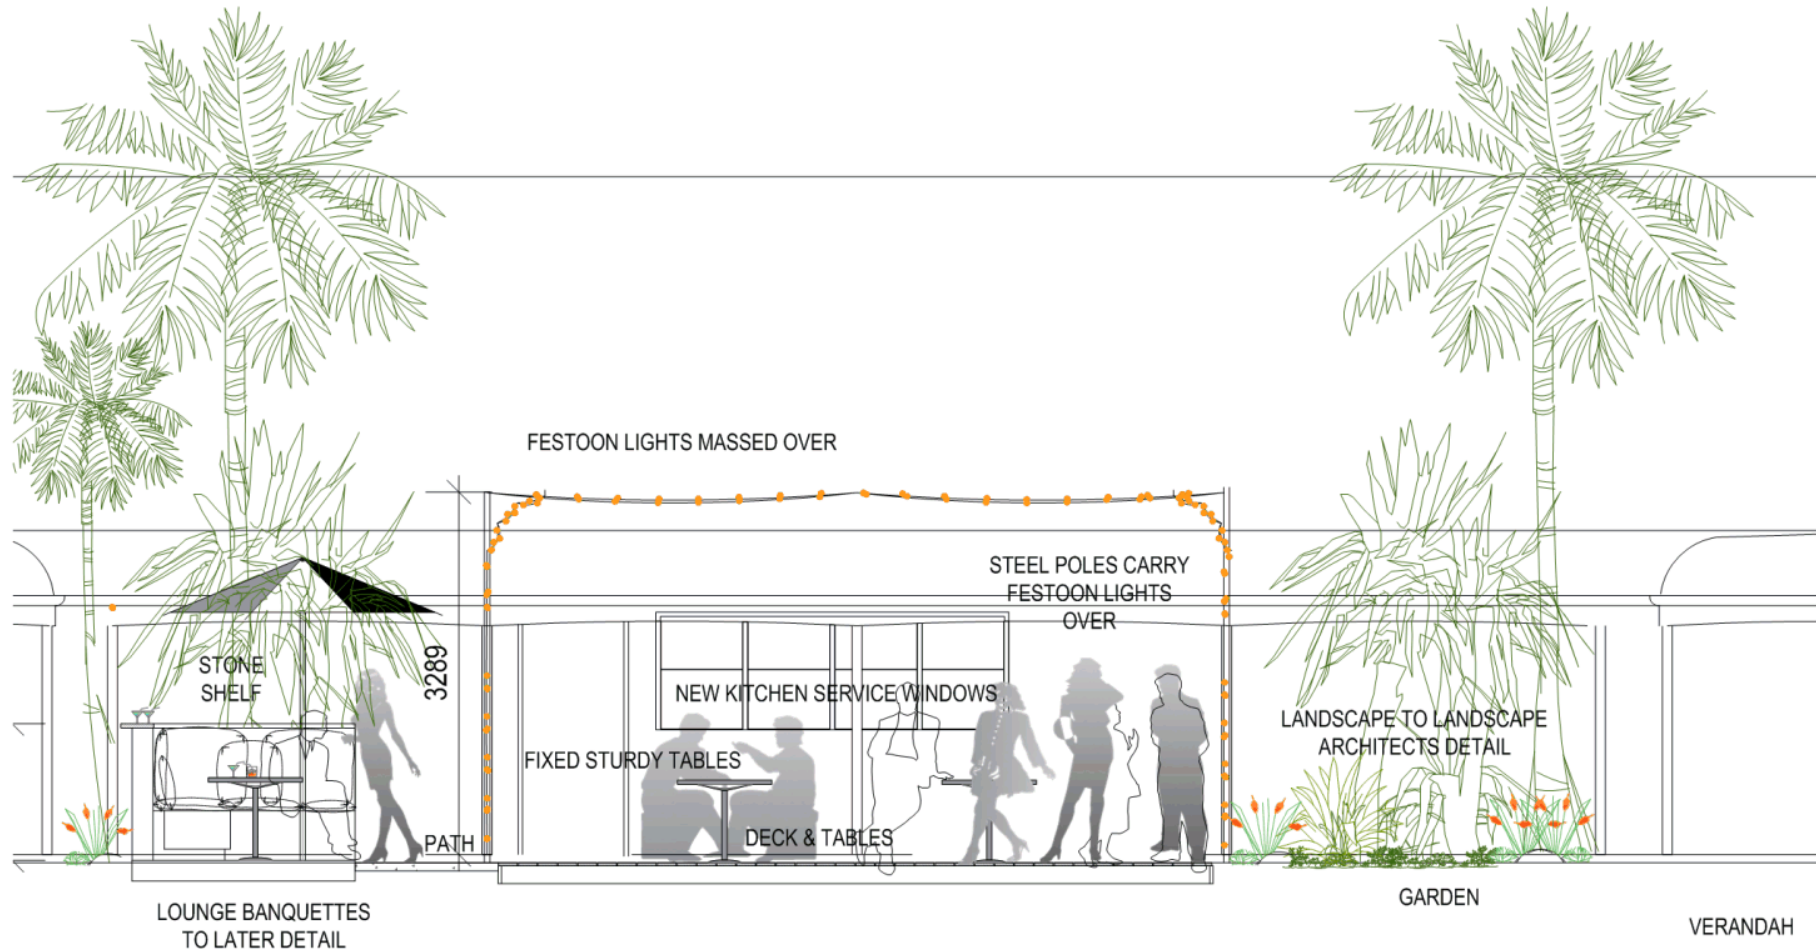 FESTOON LIGHTS MASSED OVER
STEEL POLES CARRY
FESTOON LIGHTS
OVER
STONE
SHELF
3289
NEW KITCHEN SERVICE WINDOWS
LANDSCAPE TO LANDSCAPE
ARCHITECTS DETAIL
FIXED STURDY TABLES
PATH
DECK & TABLES
GARDEN
LOUNGE BANQUETTES
TO LATER DETAIL
VERANDAH